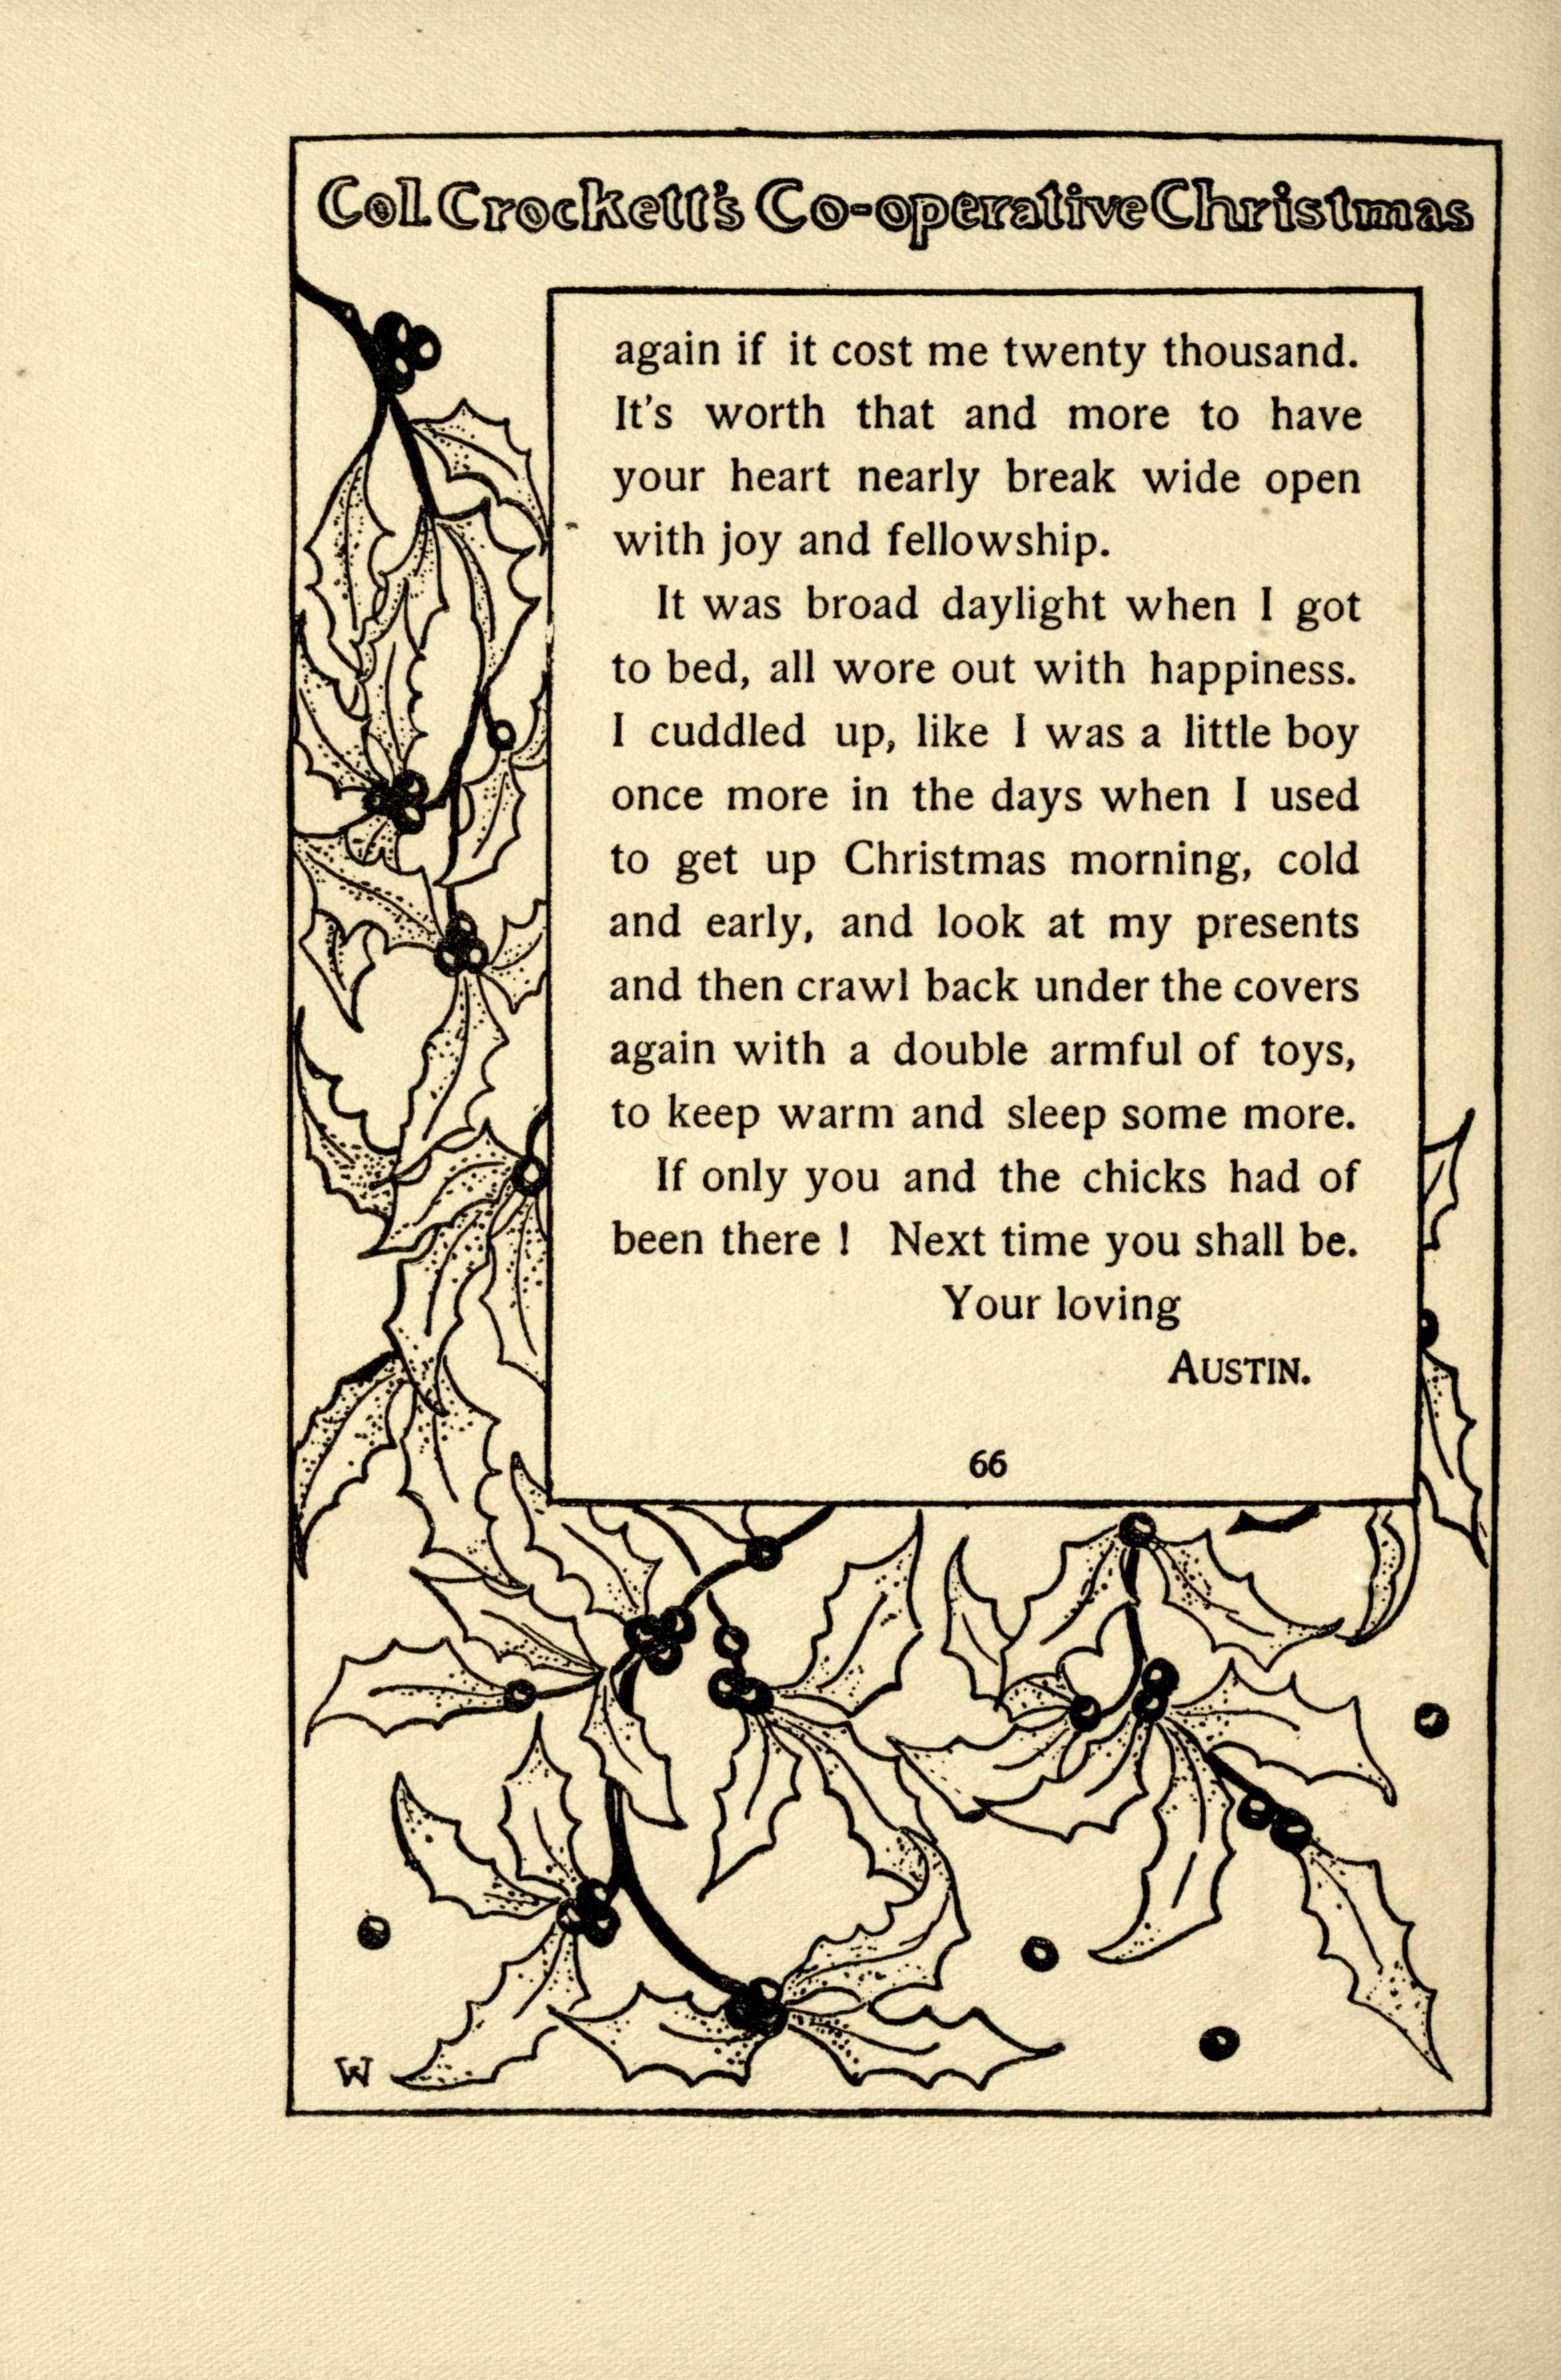 Col. Crockett's Co-operative Christmas
again if it cost me twenty thousand.
It's worth that and more to have
your heart nearly break wide open
with joy and fellowship.
It was broad daylight when I got
to bed, all wore out with happiness.
I cuddled up, like I was a little boy
once more in the days when I used
to get up Christmas morning, cold
and early, and look at my presents
and then crawl back under the covers
again with a double armful of toys,
to keep warm and sleep some more.
If only you and the chicks had of
been there ! Next time you shall be.
Your loving
AUSTIN.
66
W